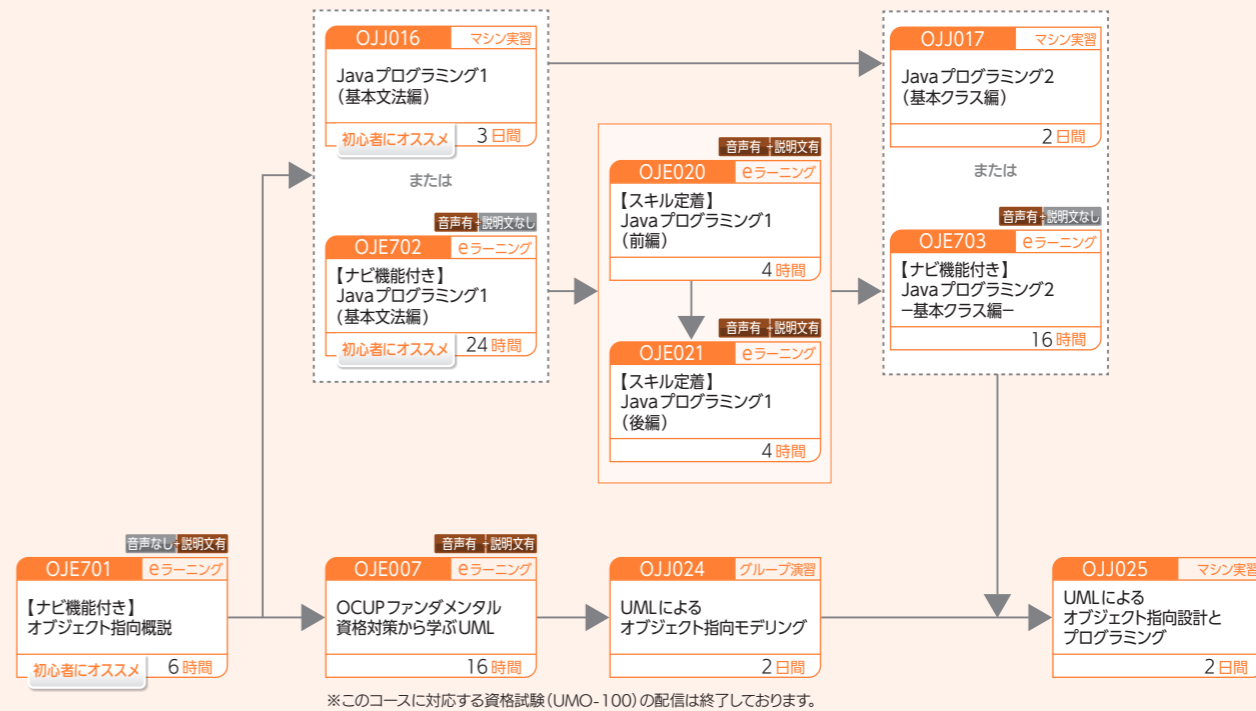 OJJ016 マシン実習
Javaプログラミング1
（基本文法編）
初心者にオススメ 3日間
または
音声有 説明文なし
OJE702 eラーニング
【ナビ機能付き】
Javaプログラミング1
（基本文法編）
初心者にオススメ 24時間
音声有 説明文有
OJE020 eラーニング
【スキル定着】
Javaプログラミング1
（前編）
4時間
音声有 説明文有
OJE021 eラーニング
【スキル定着】
Javaプログラミング1
（後編）
4時間
OJJ017 マシン実習
Javaプログラミング2
（基本クラス編）
2日間
または
音声有 説明文なし
OJE703 eラーニング
【ナビ機能付き】
Javaプログラミング2
−基本クラス編−
16時間
音声なし 説明文有
OJE701 eラーニング
【ナビ機能付き】
オブジェクト指向概説
初心者にオススメ 6時間
音声有 説明文有
OJE007 eラーニング
OCUPファンダメンタル
資格対策から学ぶUML
16時間
OJJ024 グループ演習
UMLによる
オブジェクト指向モデリング
2日間
OJJ025 マシン実習
UMLによる
オブジェクト指向設計と
プログラミング
2日間
※このコースに対応する資格試験（UMO-100）の配信は終了しております。